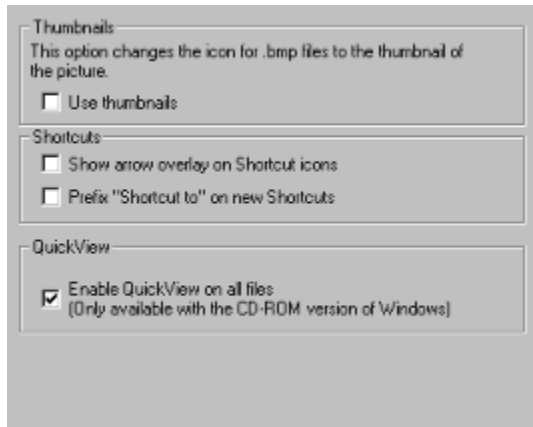 Thumbnails
This option changes the icon for .bmp files to the thumbnail of
the picture.
Use thumbnails
Shortcuts
Show arrow overlay on Shortcut icons
Prefix "Shortcut to" on new Shortcuts
QuickView
Enable QuickView on all files
(Only available with the CD-ROM version of Windows)